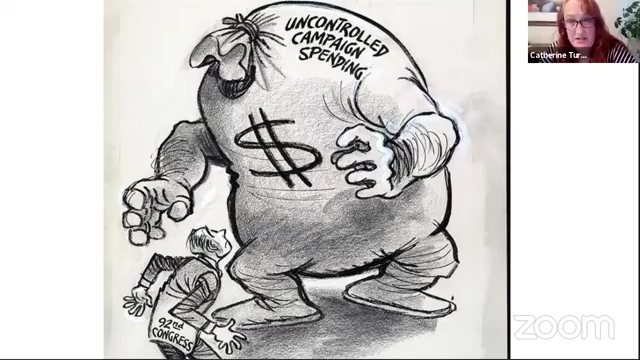 UNCONTROLLED
CAMPAIGN
SPENDING
$
92nd
CONGRESS
Catherine Tur...
zoom